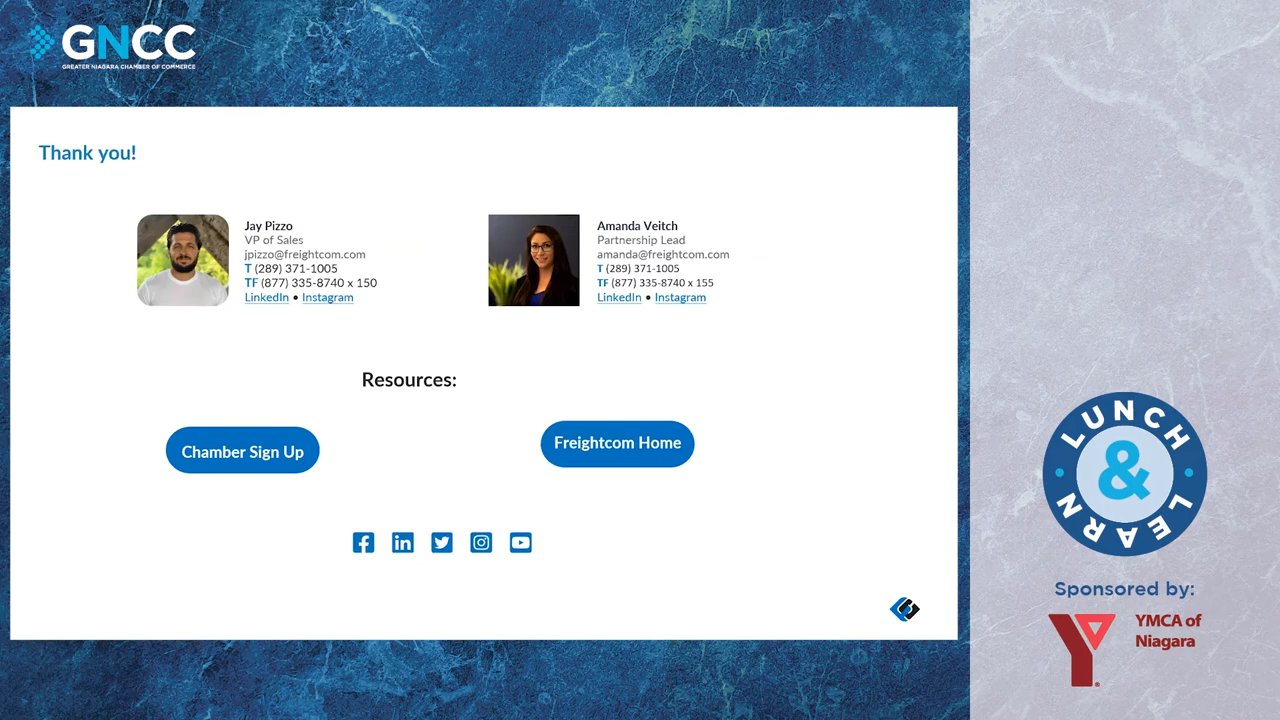 GNCC
GREATER NIAGARA CHAMBER OF COMMERCE
Thank you!
Jay Pizzo
VP of Sales
jpizzo@freightcom.com
T (289) 371-1005
TF (877) 335-8740 x 150
LinkedIn • Instagram
Amanda Veitch
Partnership Lead
amanda@freightcom.com
T (289) 371-1005
TF (877) 335-8740 x 155
LinkedIn • Instagram
Resources:
Chamber Sign Up
Freightcom Home
LUNCH
&
LEARN
Sponsored by:
YMCA of
Niagara